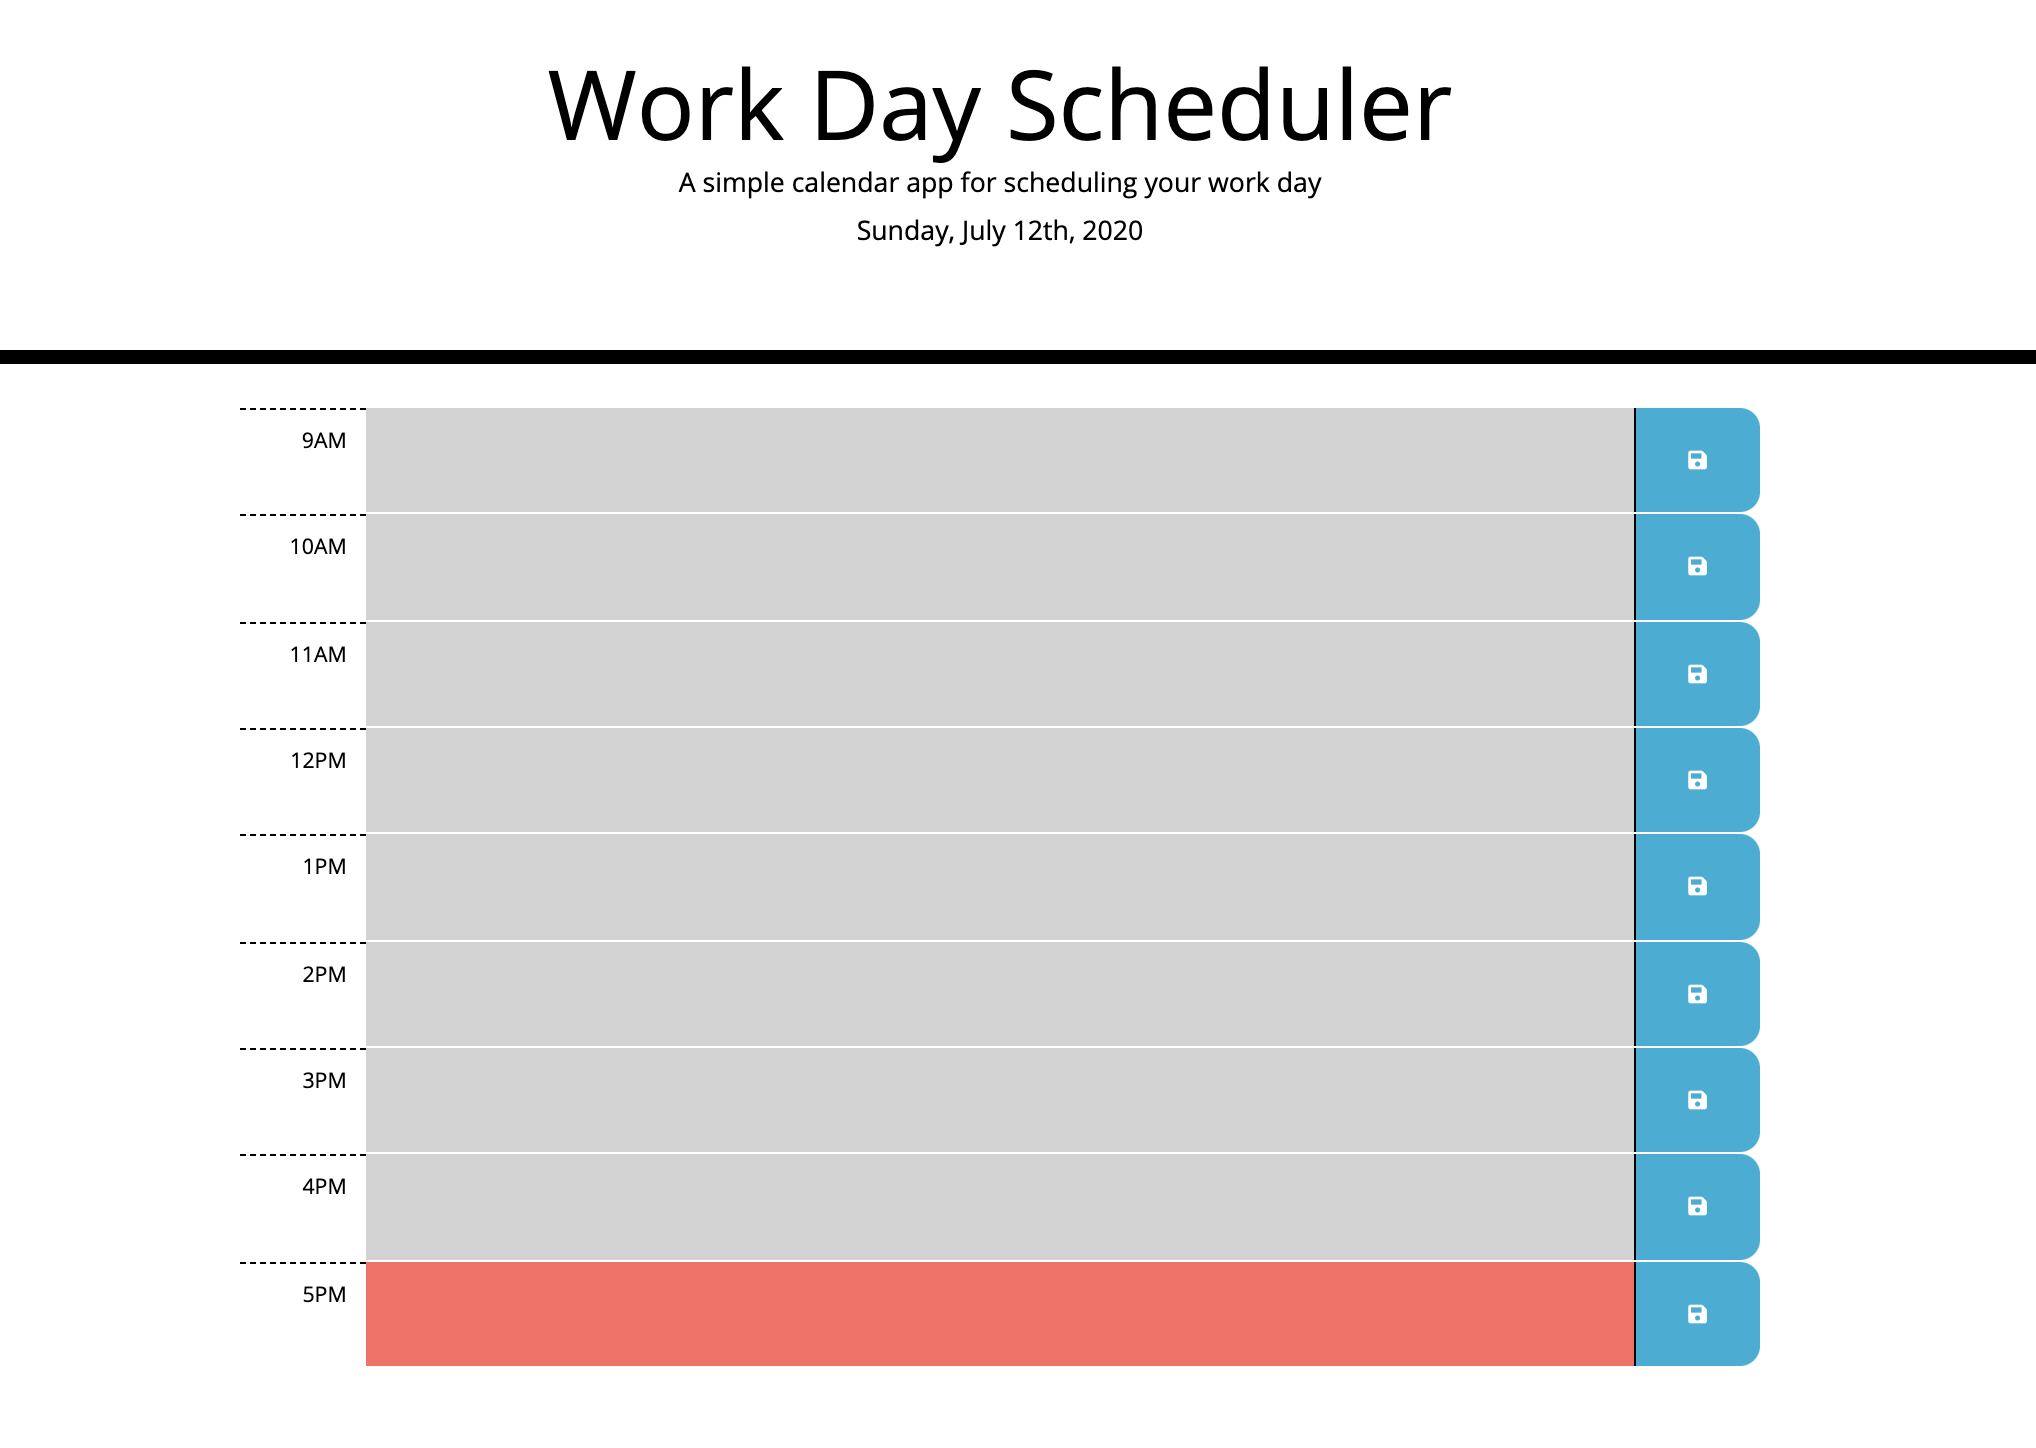 Work Day Scheduler
A simple calendar app for scheduling your work day
Sunday, July 12th, 2020
9AM
10AM
11AM
12PM
1PM
2PM
3PM
4PM
5PM